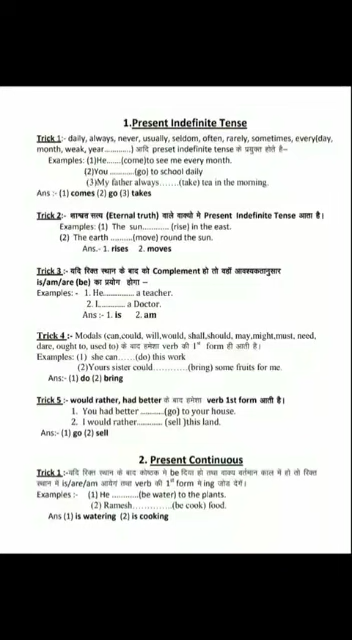 1.Present Indefinite Tense
Trick 1:- daily, always, never, usually, seldom, often, rarely, sometimes, every(day,
month, weak, year............) आदि preset indefinite tense के प्रयुक्त होते है–
Examples: (1)He.......(come)to see me every month.
(2)You ...........(go) to school daily
(3)My father always.......(take) tea in the morning.
Ans :- (1) comes (2) go (3) takes
Trick 2:- साश्वत सत्य (Eternal truth) वाले वाक्यो मे Present Indefinite Tense आता है।
Examples: (1) The sun............ (rise) in the east.
(2) The earth ..........(move) round the sun.
Ans.- 1. rises 2. moves
Trick 3:- यदि रिक्त स्थान के बाद को Complement हो तो वहाँ आवश्यकतानुसार
is/am/are (be) का प्रयोग होगा –
Examples: - 1. He.............. a teacher.
2. I............. a Doctor.
Ans :- 1. is 2. am
Trick 4 :- Modals (can,could, will,would, shall,should, may,might,must, need,
dare, ought to, used to) के बाद हमेशा verb की 1st form ही आती है।
Examples: (1) she can......(do) this work
(2)Yours sister could............(bring) some fruits for me.
Ans:- (1) do (2) bring
Trick 5 :- would rather, had better के बाद हमेशा verb 1st form आती है।
1. You had better ...........(go) to your house.
2. I would rather............ (sell )this land.
Ans:- (1) go (2) sell
2. Present Continuous
Trick 1 :-यदि रिक्त स्थान के बाद कोष्ठक मे be दिया हो तथा वाक्य वर्तमान काल में हो तो रिक्त
स्थान में is/are/am आयेगा तथा verb की 1st form में ing जोड देगें।
Examples :- (1) He ............(be water) to the plants.
(2) Ramesh..............(be cook) food.
Ans (1) is watering (2) is cooking